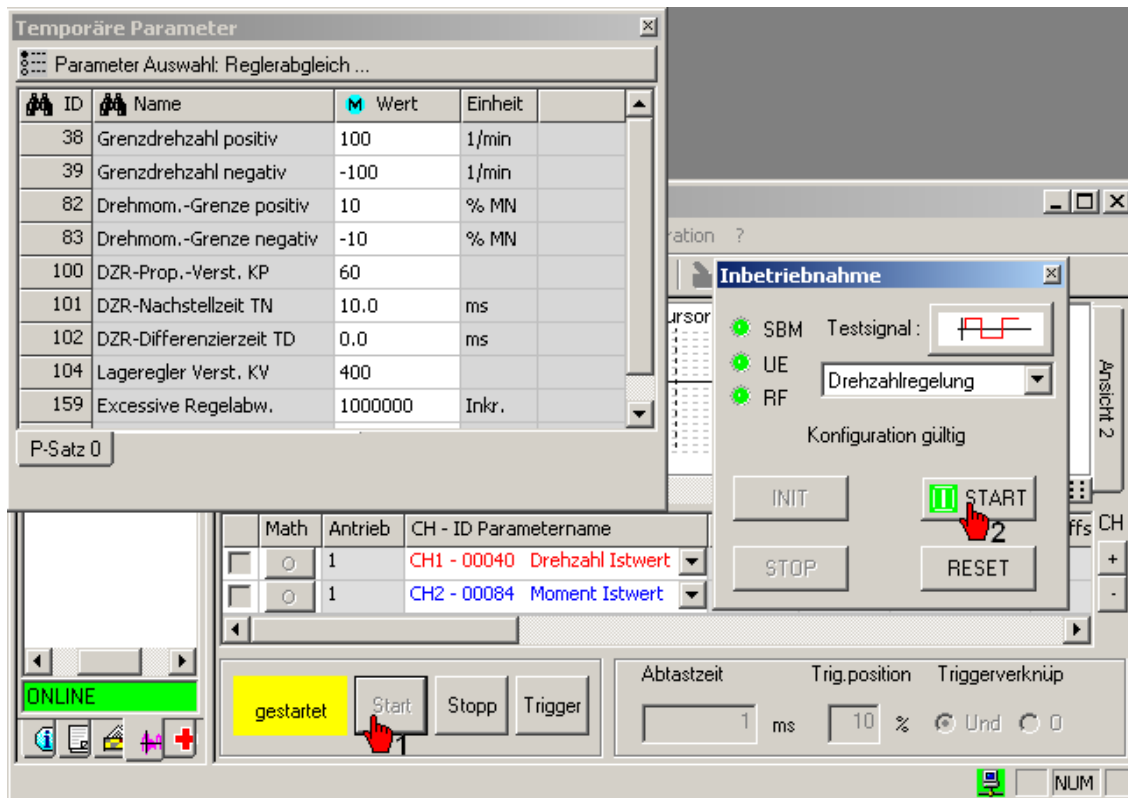 Temporäre Parameter
Parameter Auswahl: Reglerabgleich ...
ID Name M Wert Einheit
38 Grenzdrehzahl positiv 100 1/min
39 Grenzdrehzahl negativ -100 1/min
82 Drehmom.-Grenze positiv 10 % MN
83 Drehmom.-Grenze negativ -10 % MN
100 DZR-Prop.-Verst. KP 60
101 DZR-Nachstellzeit TN 10.0 ms
102 DZR-Differenzierzeit TD 0.0 ms
104 Lageregler Verst. KV 400
159 Excessive Regelabw. 1000000 Inkr.
P-Satz 0
ration ?
ursor
Inbetriebnahme
SBM Testsignal :
UE
Drehzahlregelung
RF
Konfiguration gültig
INIT START
2
STOP RESET
Ansicht 2
Math Antrieb CH - ID Parametername ffs CH
1 CH1 - 00040 Drehzahl Istwert +
1 CH2 - 00084 Moment Istwert -
ONLINE
gestartet Start Stopp Trigger
1
Abtastzeit Trig.position Triggerverknüp
1 ms 10 % Und O
NUM